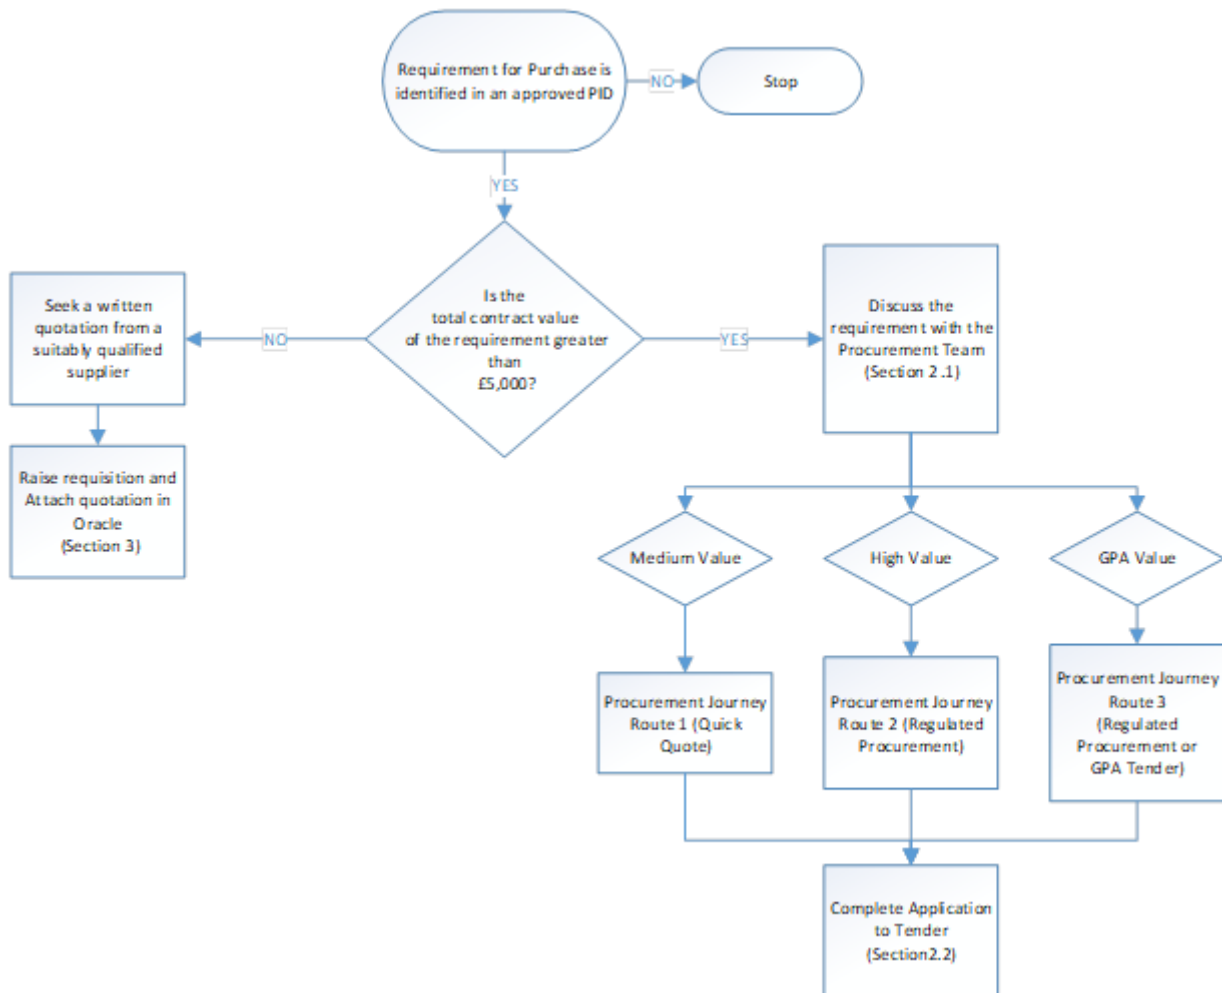 Requirement for Purchase is
identified in an approved PID
NO
Stop
YES
Is the
total contract value
of the requirement greater
than
£5,000?
NO
Seek a written
quotation from a
suitably qualified
supplier
Raise requisition and
Attach quotation in
Oracle
(Section 3)
YES
Discuss the
requirement with the
Procurement Team
(Section 2.1)
Medium Value
High Value
GPA Value
Procurement Journey
Route 1 (Quick
Quote)
Procurement Journey
Route 2 (Regulated
Procurement)
Procurement Journey
Route 3
(Regulated
Procurement or
GPA Tender)
Complete Application
to Tender
(Section2.2)